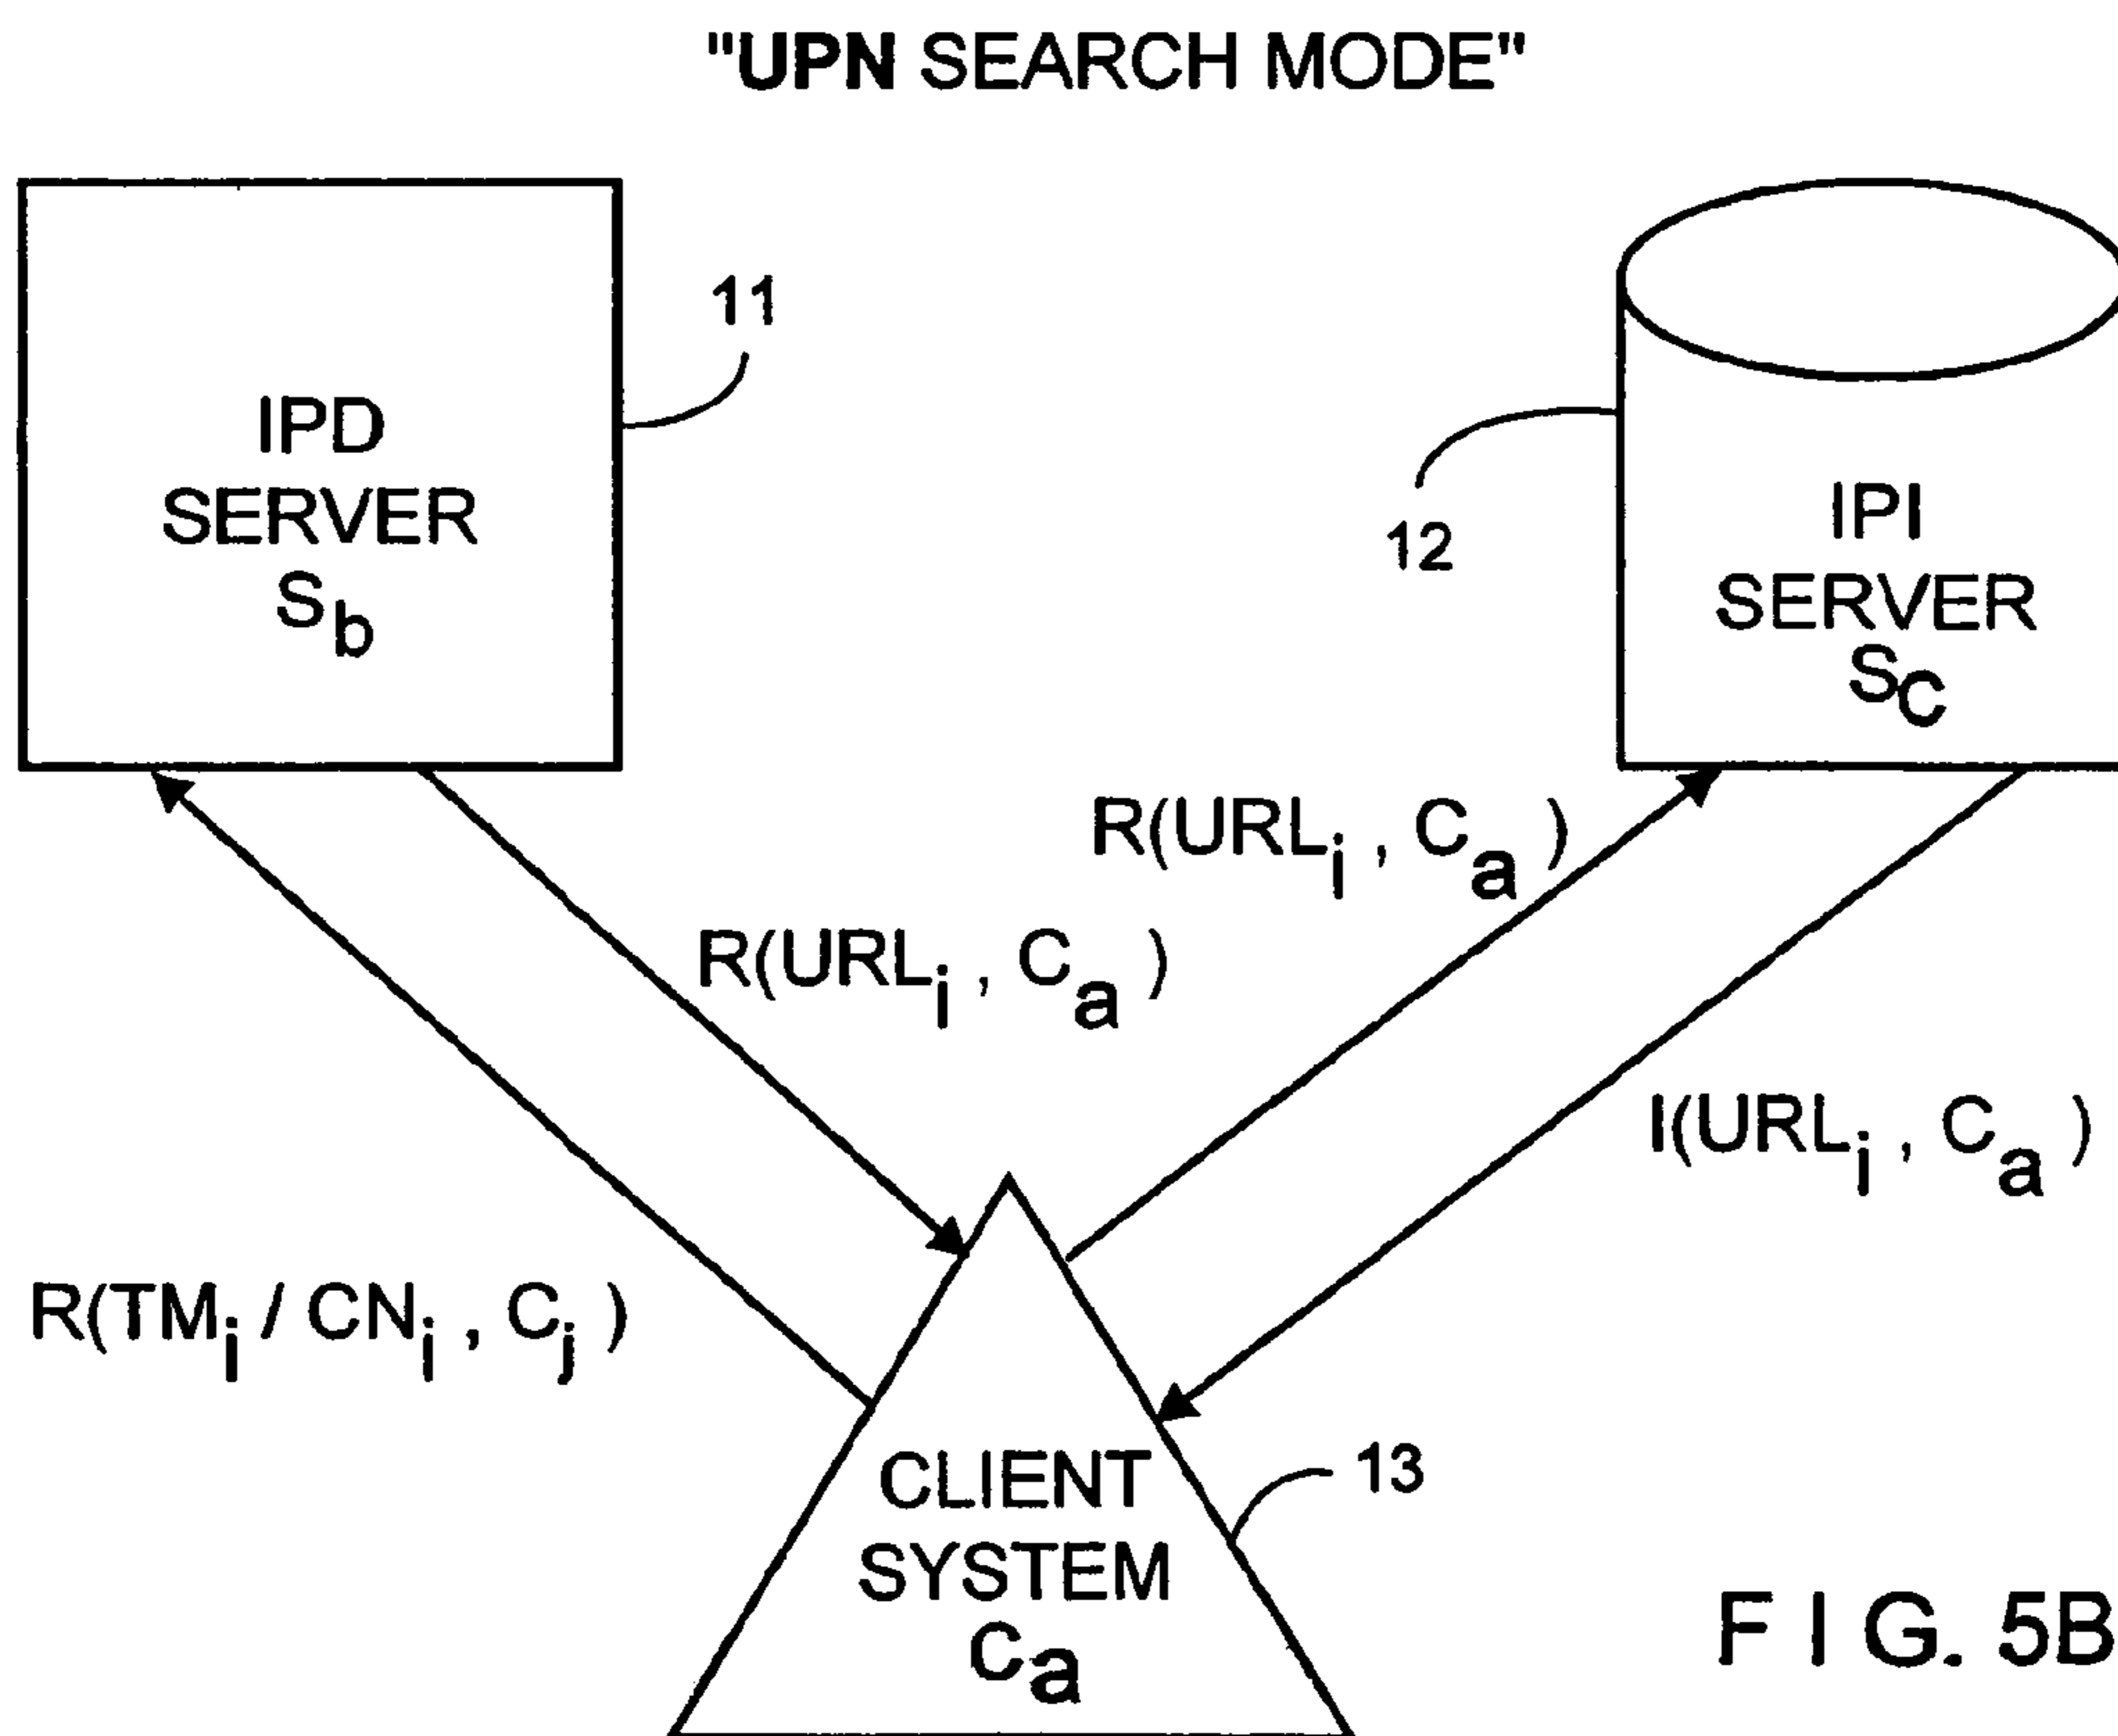 "UPN SEARCH MODE"
11
IPD
SERVER
Sb
12
IPI
SERVER
SC
R(URLi , Ca )
R(URLi , Ca )
I(URLi , Ca )
R(TMi / CNi , Cj )
CLIENT
SYSTEM
Ca
13
F I G. 5B